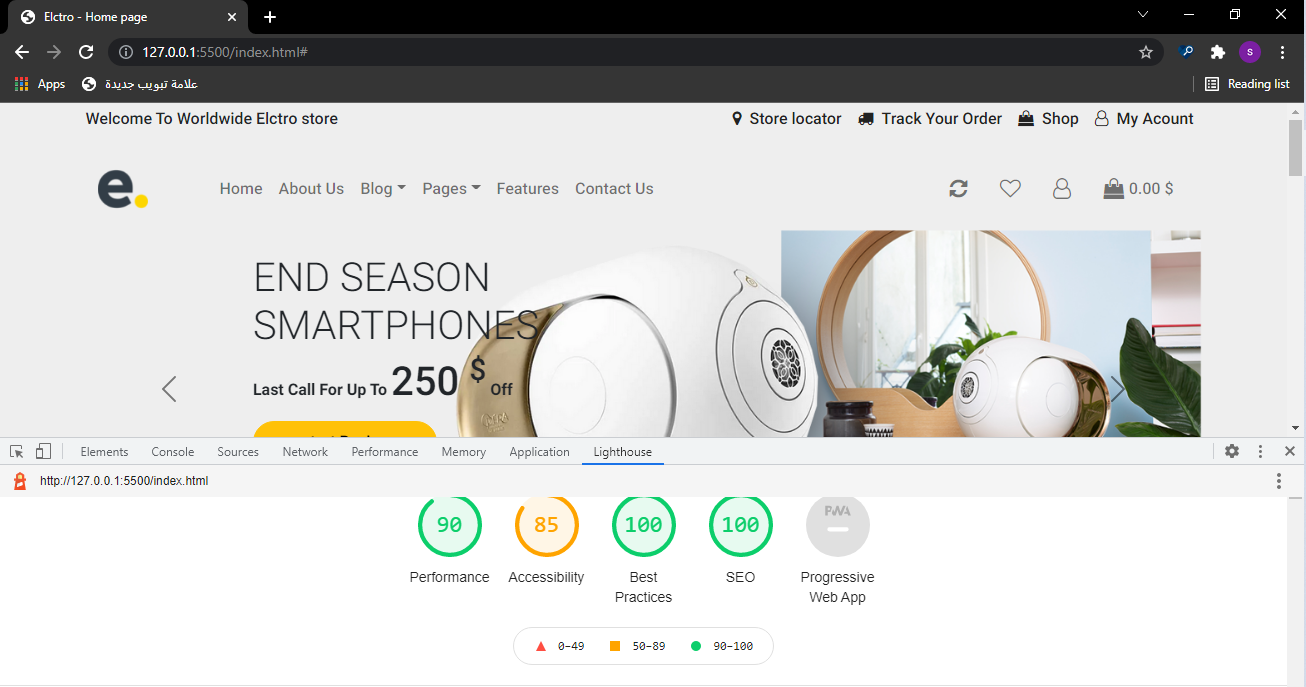 Elctro - Home page
127.0.0.1:5500/index.html#
Apps علامة تبويب جديدة Reading list
Welcome To Worldwide Elctro store Store locator Track Your Order Shop My Acount
e. Home About Us Blog Pages Features Contact Us 0.00 $
END SEASON
SMARTPHONES
Last Call For Up To 250 $ Off
Elements Console Sources Network Performance Memory Application Lighthouse
http://127.0.0.1:5500/index.html
90 85 100 100 PWA
Performance Accessibility Best Practices SEO Progressive Web App
0-49 50-89 90-100